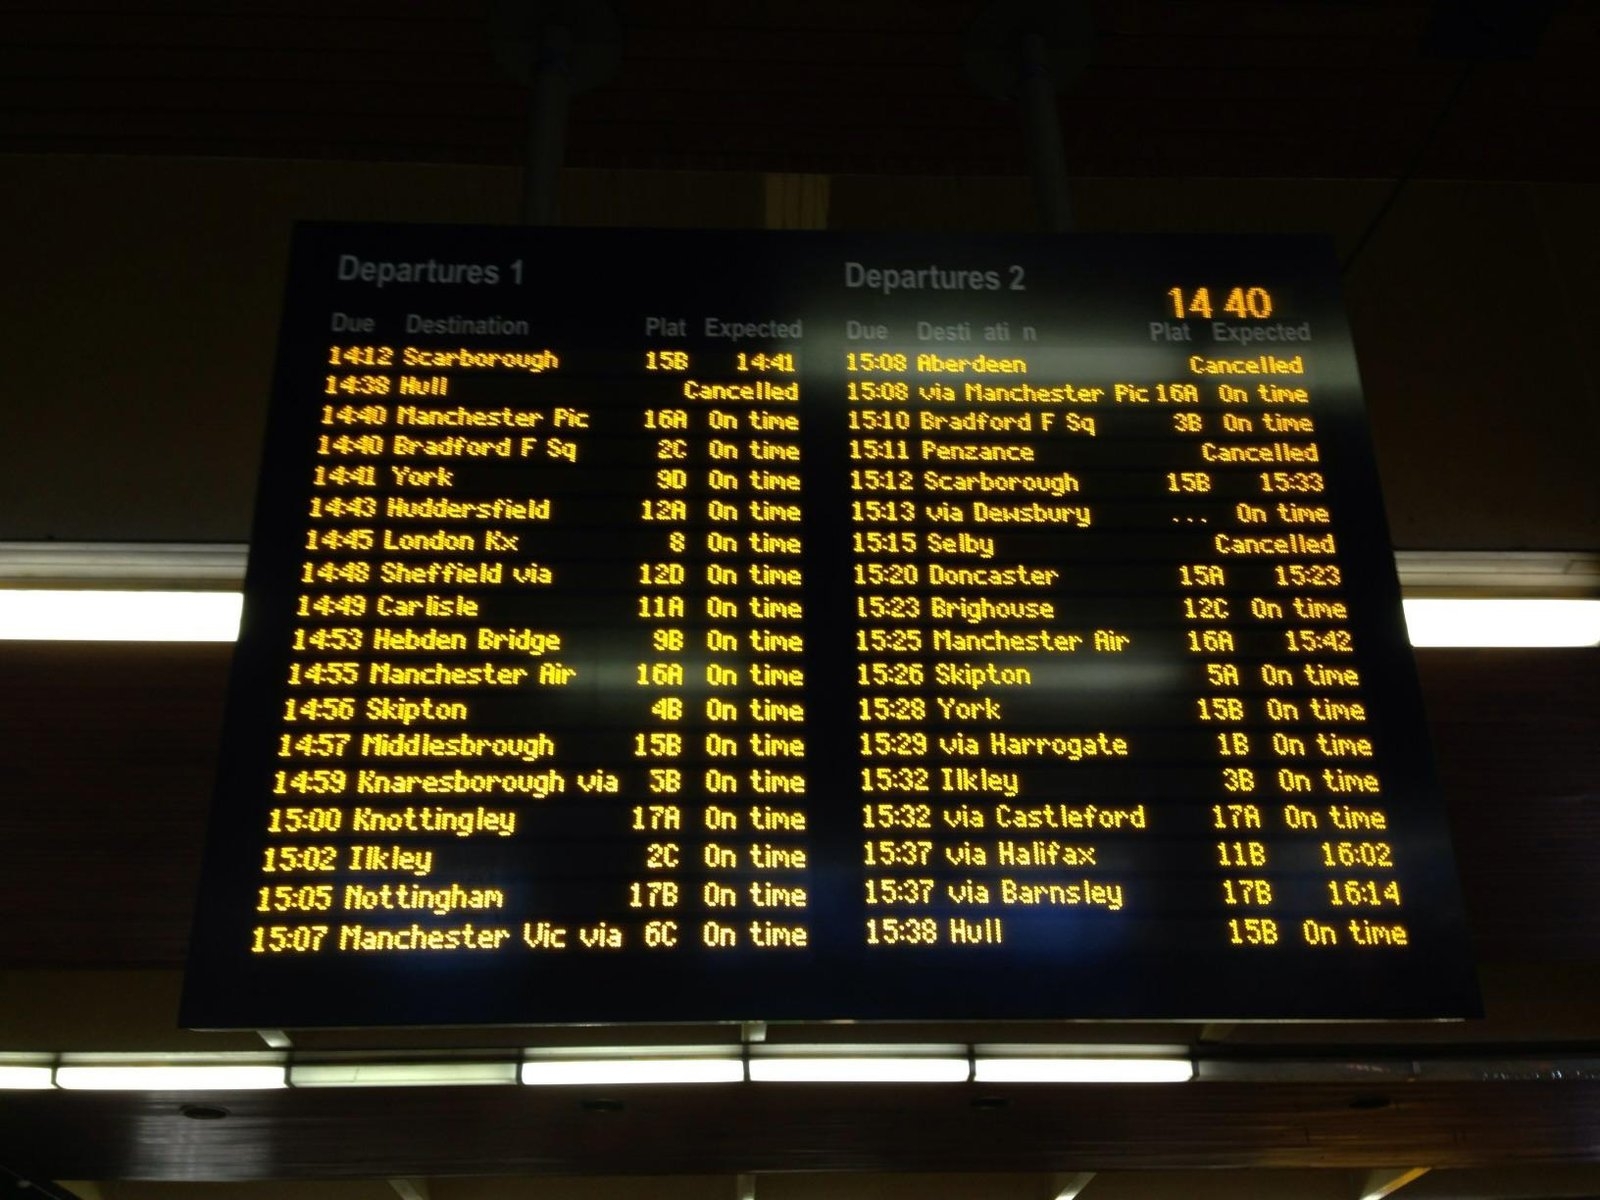 Departures 1
Due Destination Plat Expected
14:12 Scarborough 15B 14:41
14:38 Hull Cancelled
14:40 Manchester Pic 16A On time
14:40 Bradford F Sq 2C On time
14:41 York 9D On time
14:43 Huddersfield 12A On time
14:45 London Kx 8 On time
14:48 Sheffield via 12D On time
14:49 Carlisle 11A On time
14:53 Hebden Bridge 9B On time
14:55 Manchester Air 16A On time
14:56 Skipton 4B On time
14:57 Middlesbrough 15B On time
14:59 Knaresborough via 5B On time
15:00 Knottingley 17A On time
15:02 Ilkley 2C On time
15:05 Nottingham 17B On time
15:07 Manchester Vic via 6C On time
Departures 2
14 40
Due Desti ati n Plat Expected
15:08 Aberdeen Cancelled
15:08 via Manchester Pic 16A On time
15:10 Bradford F Sq 3B On time
15:11 Penzance Cancelled
15:12 Scarborough 15B 15:33
15:13 via Dewsbury ... On time
15:15 Selby Cancelled
15:20 Doncaster 15A 15:23
15:23 Brighouse 12C On time
15:25 Manchester Air 16A 15:42
15:26 Skipton 5A On time
15:28 York 15B On time
15:29 via Harrogate 1B On time
15:32 Ilkley 3B On time
15:32 via Castleford 17A On time
15:37 via Halifax 11B 16:02
15:37 via Barnsley 17B 16:14
15:38 Hull 15B On time